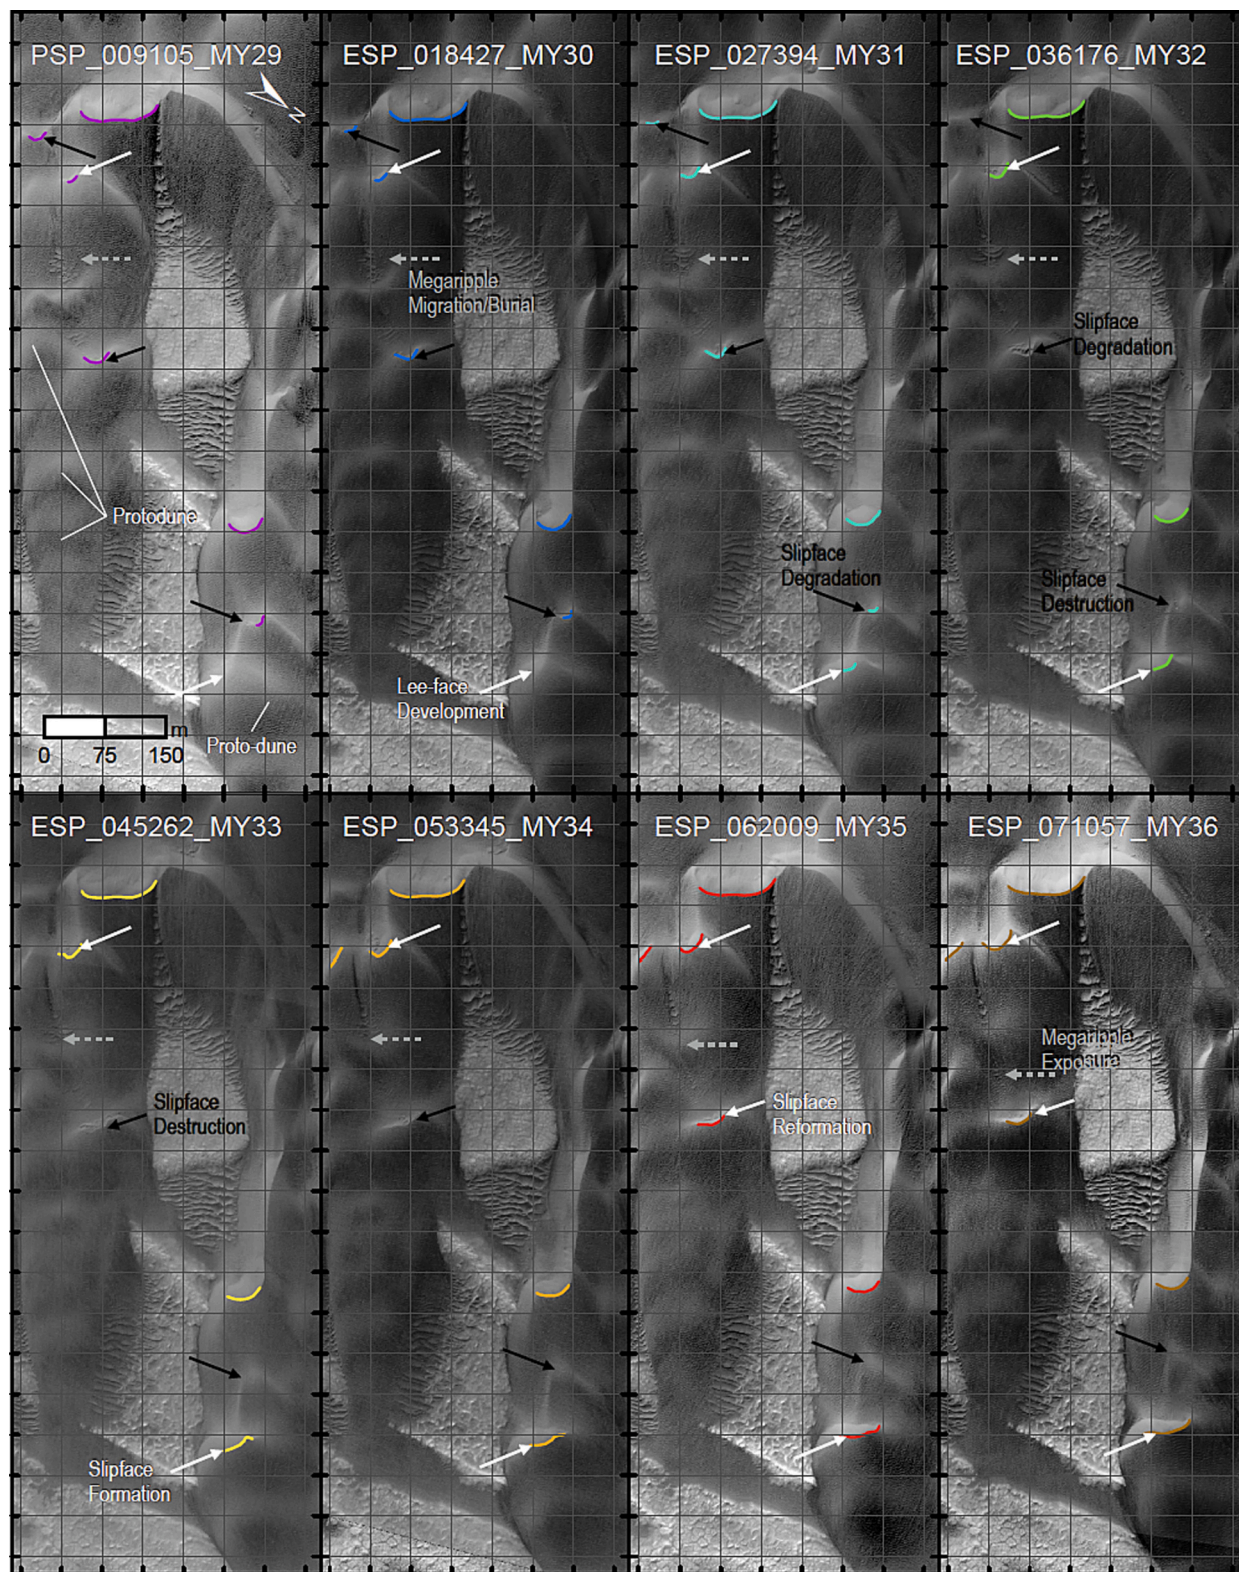 PSP_009105_MY29
ESP_018427_MY30
ESP_027394_MY31
ESP_036176_MY32
N
Megaripple
Migration/Burial
Slipface
Degradation
Protodune
Slipface
Degradation
Slipface
Destruction
Lee-face
Development
Proto-dune
m
0 75 150
ESP_045262_MY33
ESP_053345_MY34
ESP_062009_MY35
ESP_071057_MY36
Slipface
Destruction
Slipface
Reformation
Megaripple
Exposure
Slipface
Formation